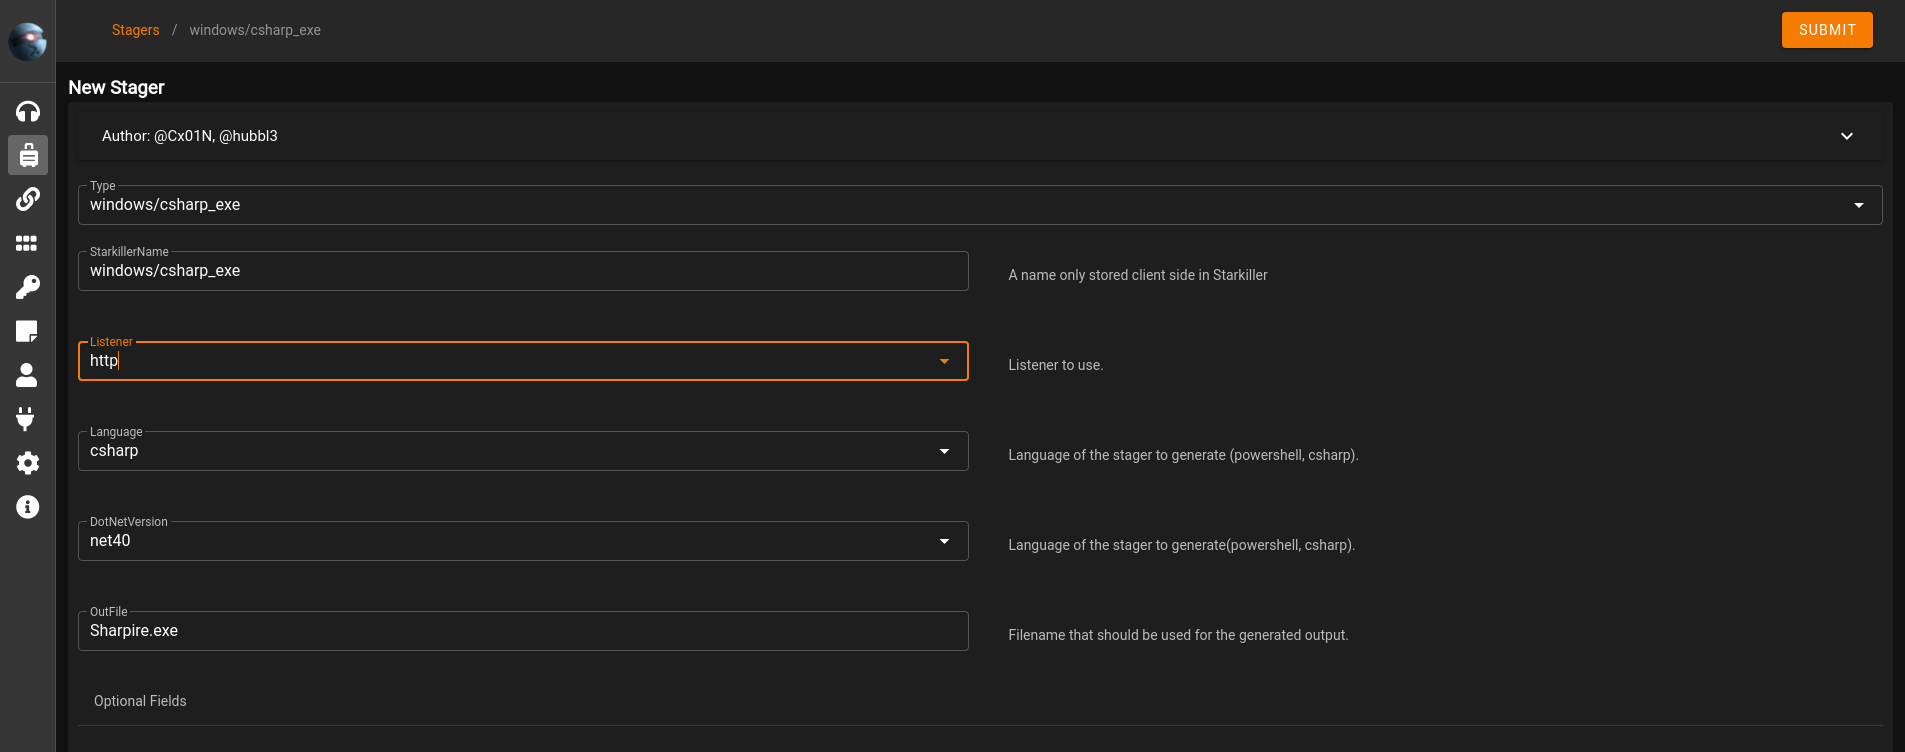 Stagers / windows/csharp_exe
SUBMIT
New Stager
Author: @Cx01N, @hubbl3
Type
windows/csharp_exe
StarkillerName
windows/csharp_exe
A name only stored client side in Starkiller
Listener
http
Listener to use.
Language
csharp
Language of the stager to generate (powershell, csharp).
DotNetVersion
net40
Language of the stager to generate(powershell, csharp).
OutFile
Sharpire.exe
Filename that should be used for the generated output.
Optional Fields